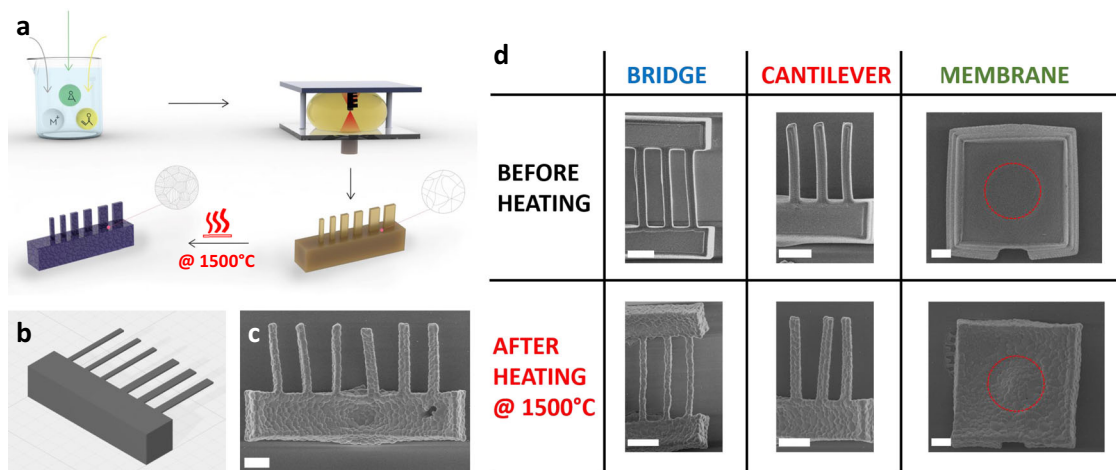 a
M⁺
@ 1500°C
b
c
d
BRIDGE
CANTILEVER
MEMBRANE
BEFORE
HEATING
AFTER
HEATING
@ 1500°C